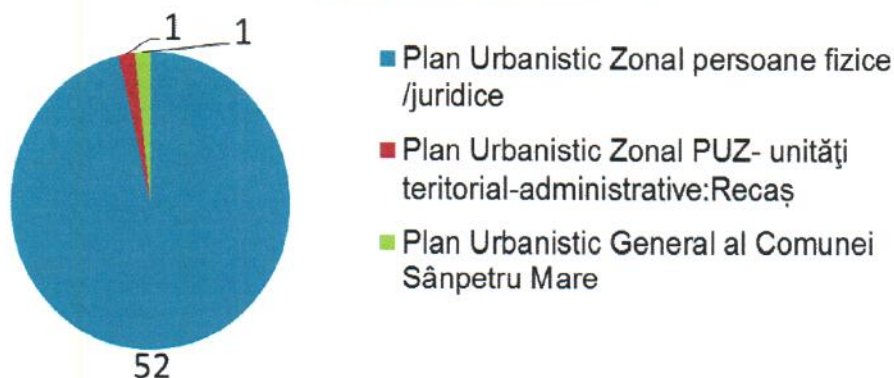 1 1
Plan Urbanistic Zonal persoane fizice
/juridice
Plan Urbanistic Zonal PUZ- unităţi
teritorial-administrative:Recaș
Plan Urbanistic General al Comunei
Sânpetru Mare
52